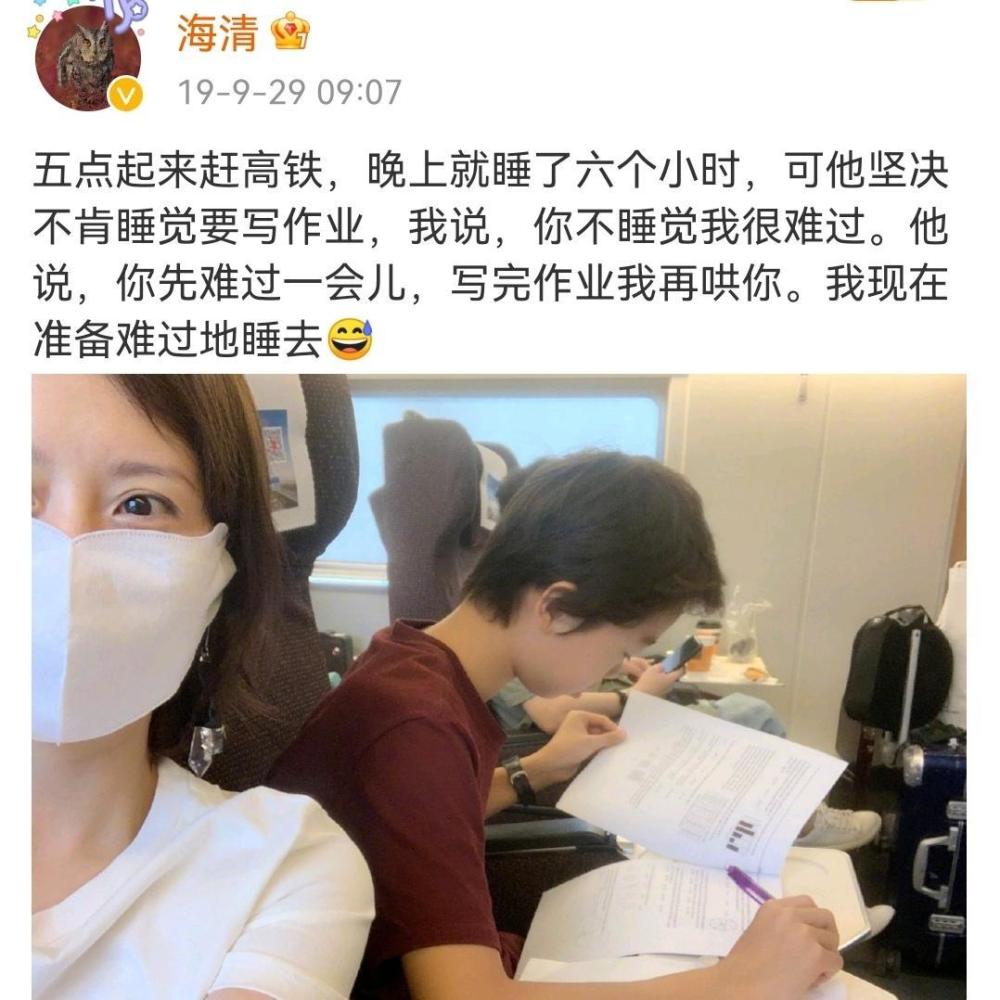 海清
19-9-29 09:07
五点起来赶高铁，晚上就睡了六个小时，可他坚决
不肯睡觉要写作业，我说，你不睡觉我很难过。他
说，你先难过一会儿，写完作业我再哄你。我现在
准备难过地睡去😅